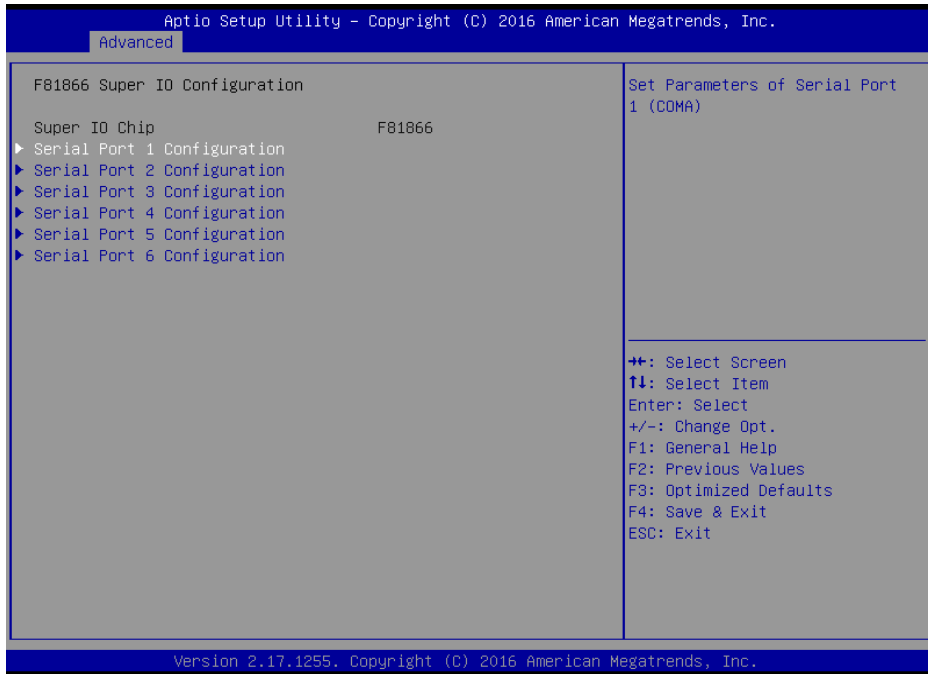 Aptio Setup Utility – Copyright (C) 2016 American Megatrends, Inc.
Advanced
F81866 Super IO Configuration
Super IO Chip F81866
Serial Port 1 Configuration
Serial Port 2 Configuration
Serial Port 3 Configuration
Serial Port 4 Configuration
Serial Port 5 Configuration
Serial Port 6 Configuration
Set Parameters of Serial Port
1 (COMA)
→←: Select Screen
↑↓: Select Item
Enter: Select
+/-: Change Opt.
F1: General Help
F2: Previous Values
F3: Optimized Defaults
F4: Save & Exit
ESC: Exit
Version 2.17.1255. Copyright (C) 2016 American Megatrends, Inc.